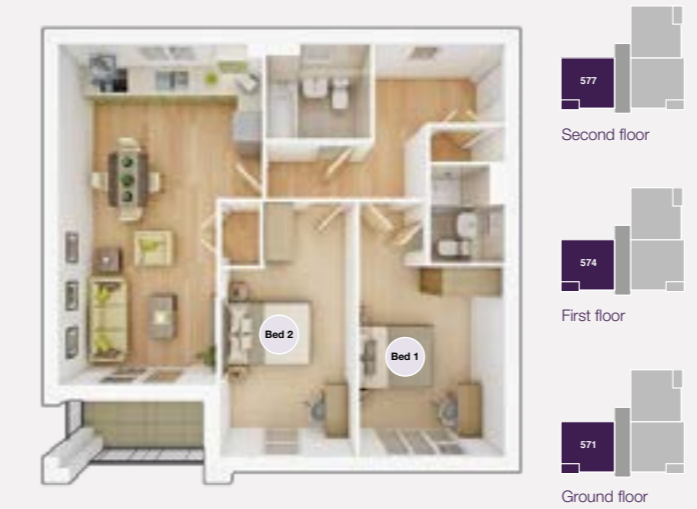 Bed 2
Bed 1
577
Second floor
574
First floor
571
Ground floor